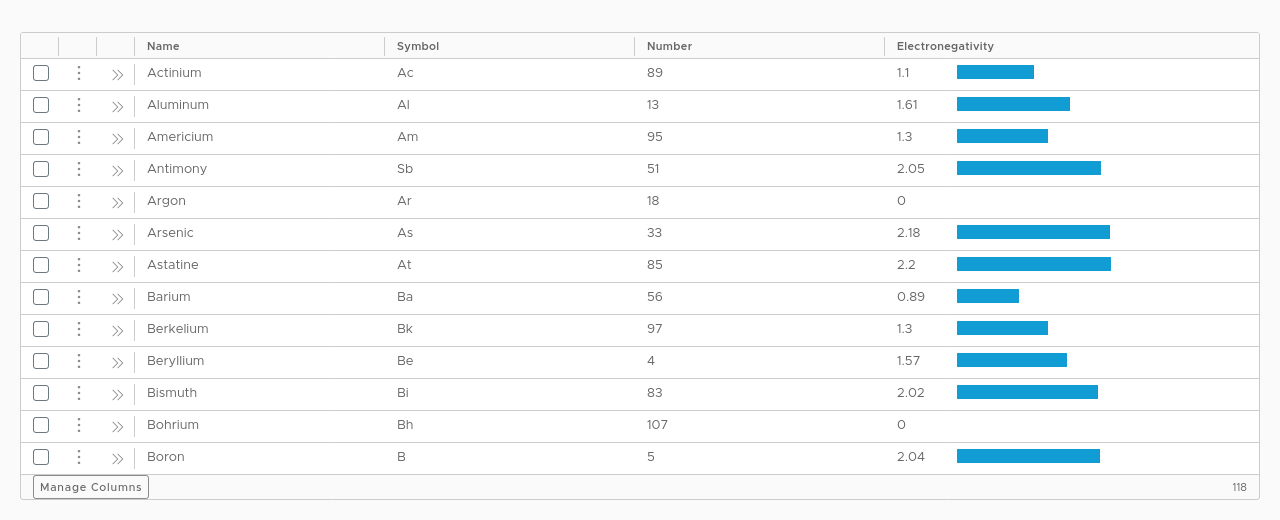 Name Symbol Number Electronegativity
Actinium Ac 89 1.1
Aluminum Al 13 1.61
Americium Am 95 1.3
Antimony Sb 51 2.05
Argon Ar 18 0
Arsenic As 33 2.18
Astatine At 85 2.2
Barium Ba 56 0.89
Berkelium Bk 97 1.3
Beryllium Be 4 1.57
Bismuth Bi 83 2.02
Bohrium Bh 107 0
Boron B 5 2.04
Manage Columns 118